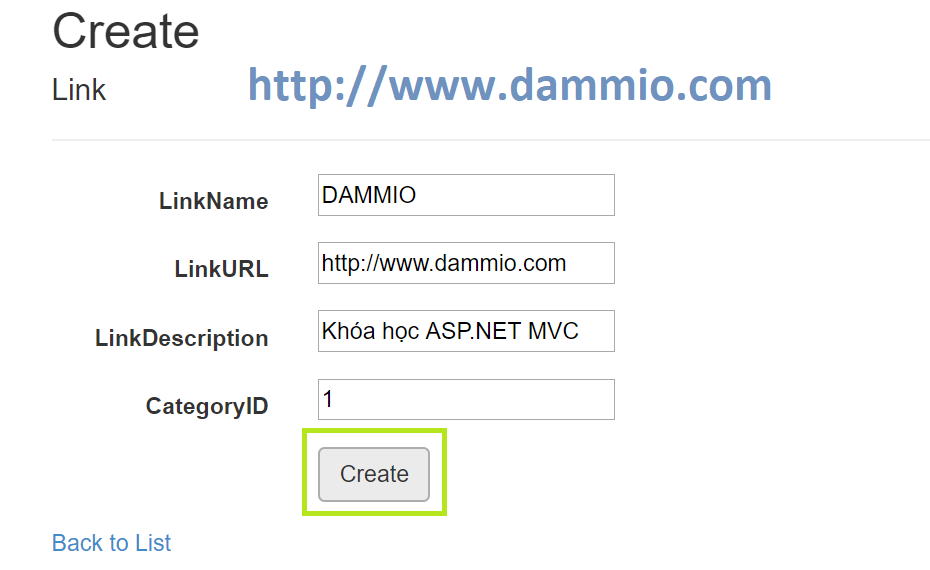 Create
Link http://www.dammio.com
LinkName DAMMIO
LinkURL http://www.dammio.com
LinkDescription Khóa học ASP.NET MVC
CategoryID 1
Create
Back to List